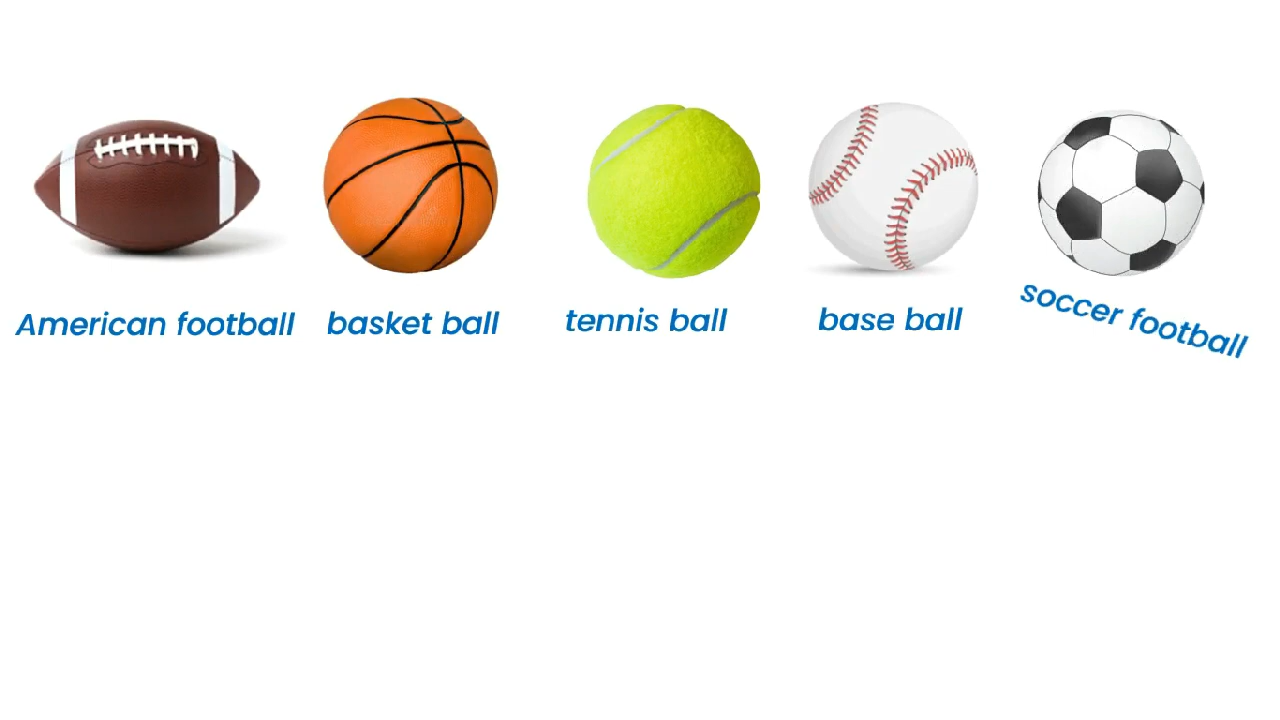 American football
basket ball
tennis ball
base ball
soccer football